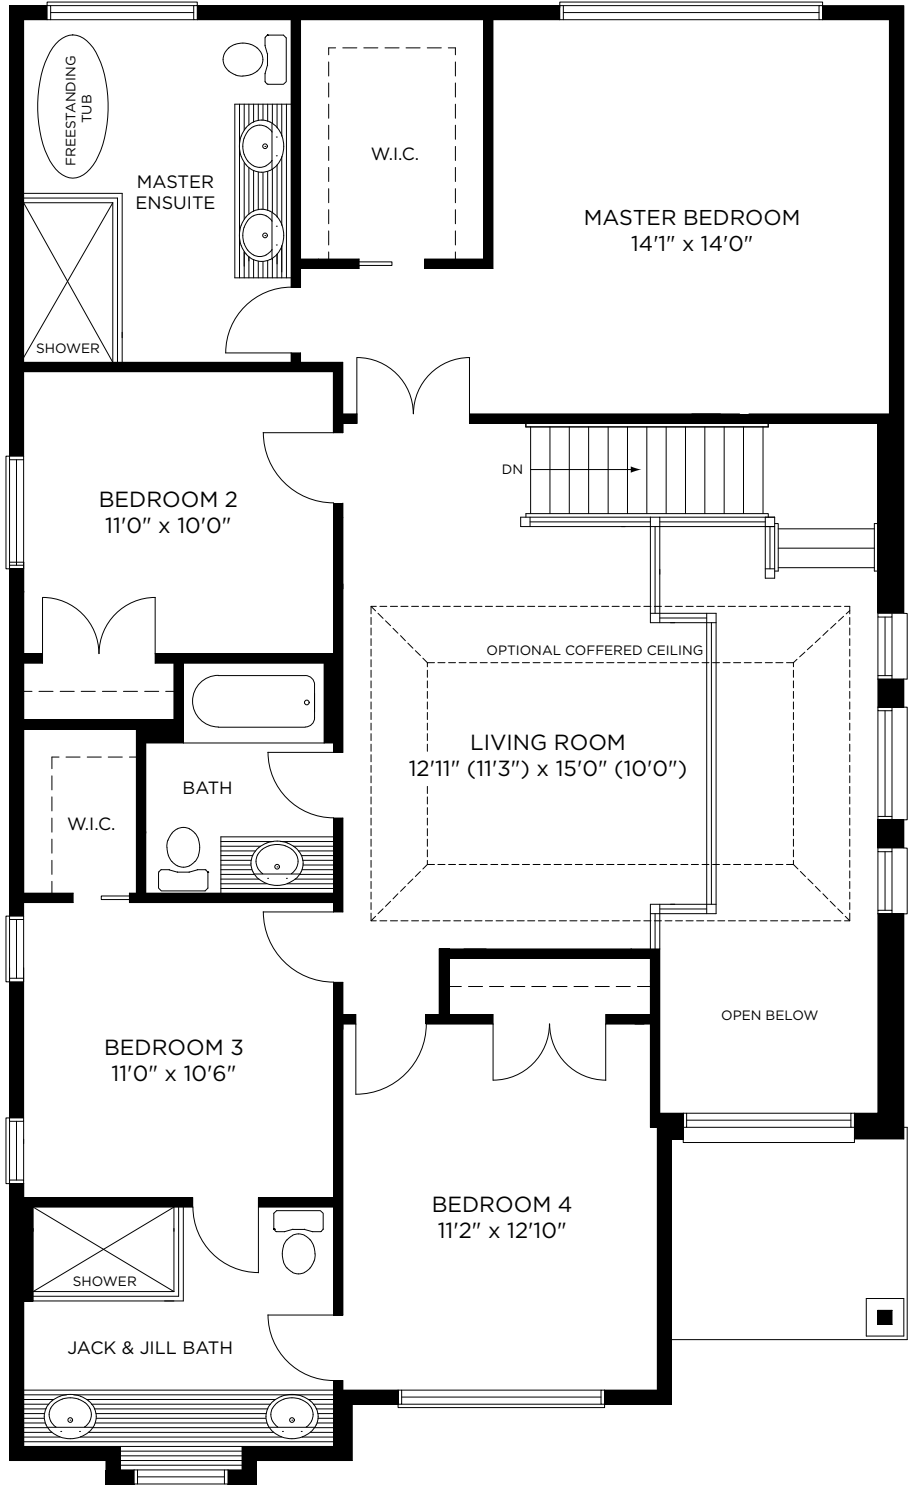 FREESTANDING
TUB
MASTER
ENSUITE
W.I.C.
MASTER BEDROOM
14'1" x 14'0"
SHOWER
DN
BEDROOM 2
11'0" x 10'0"
OPTIONAL COFFERED CEILING
LIVING ROOM
12'11" (11'3") x 15'0" (10'0")
BATH
W.I.C.
OPEN BELOW
BEDROOM 3
11'0" x 10'6"
BEDROOM 4
11'2" x 12'10"
SHOWER
JACK & JILL BATH